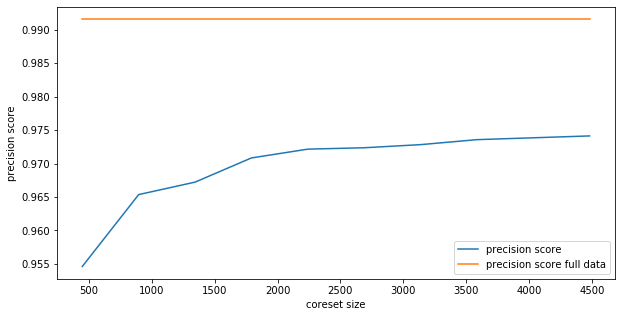 precision score
0.990
0.985
0.980
0.975
0.970
0.965
0.960
0.955
500 1000 1500 2000 2500 3000 3500 4000 4500
coreset size
precision score
precision score full data